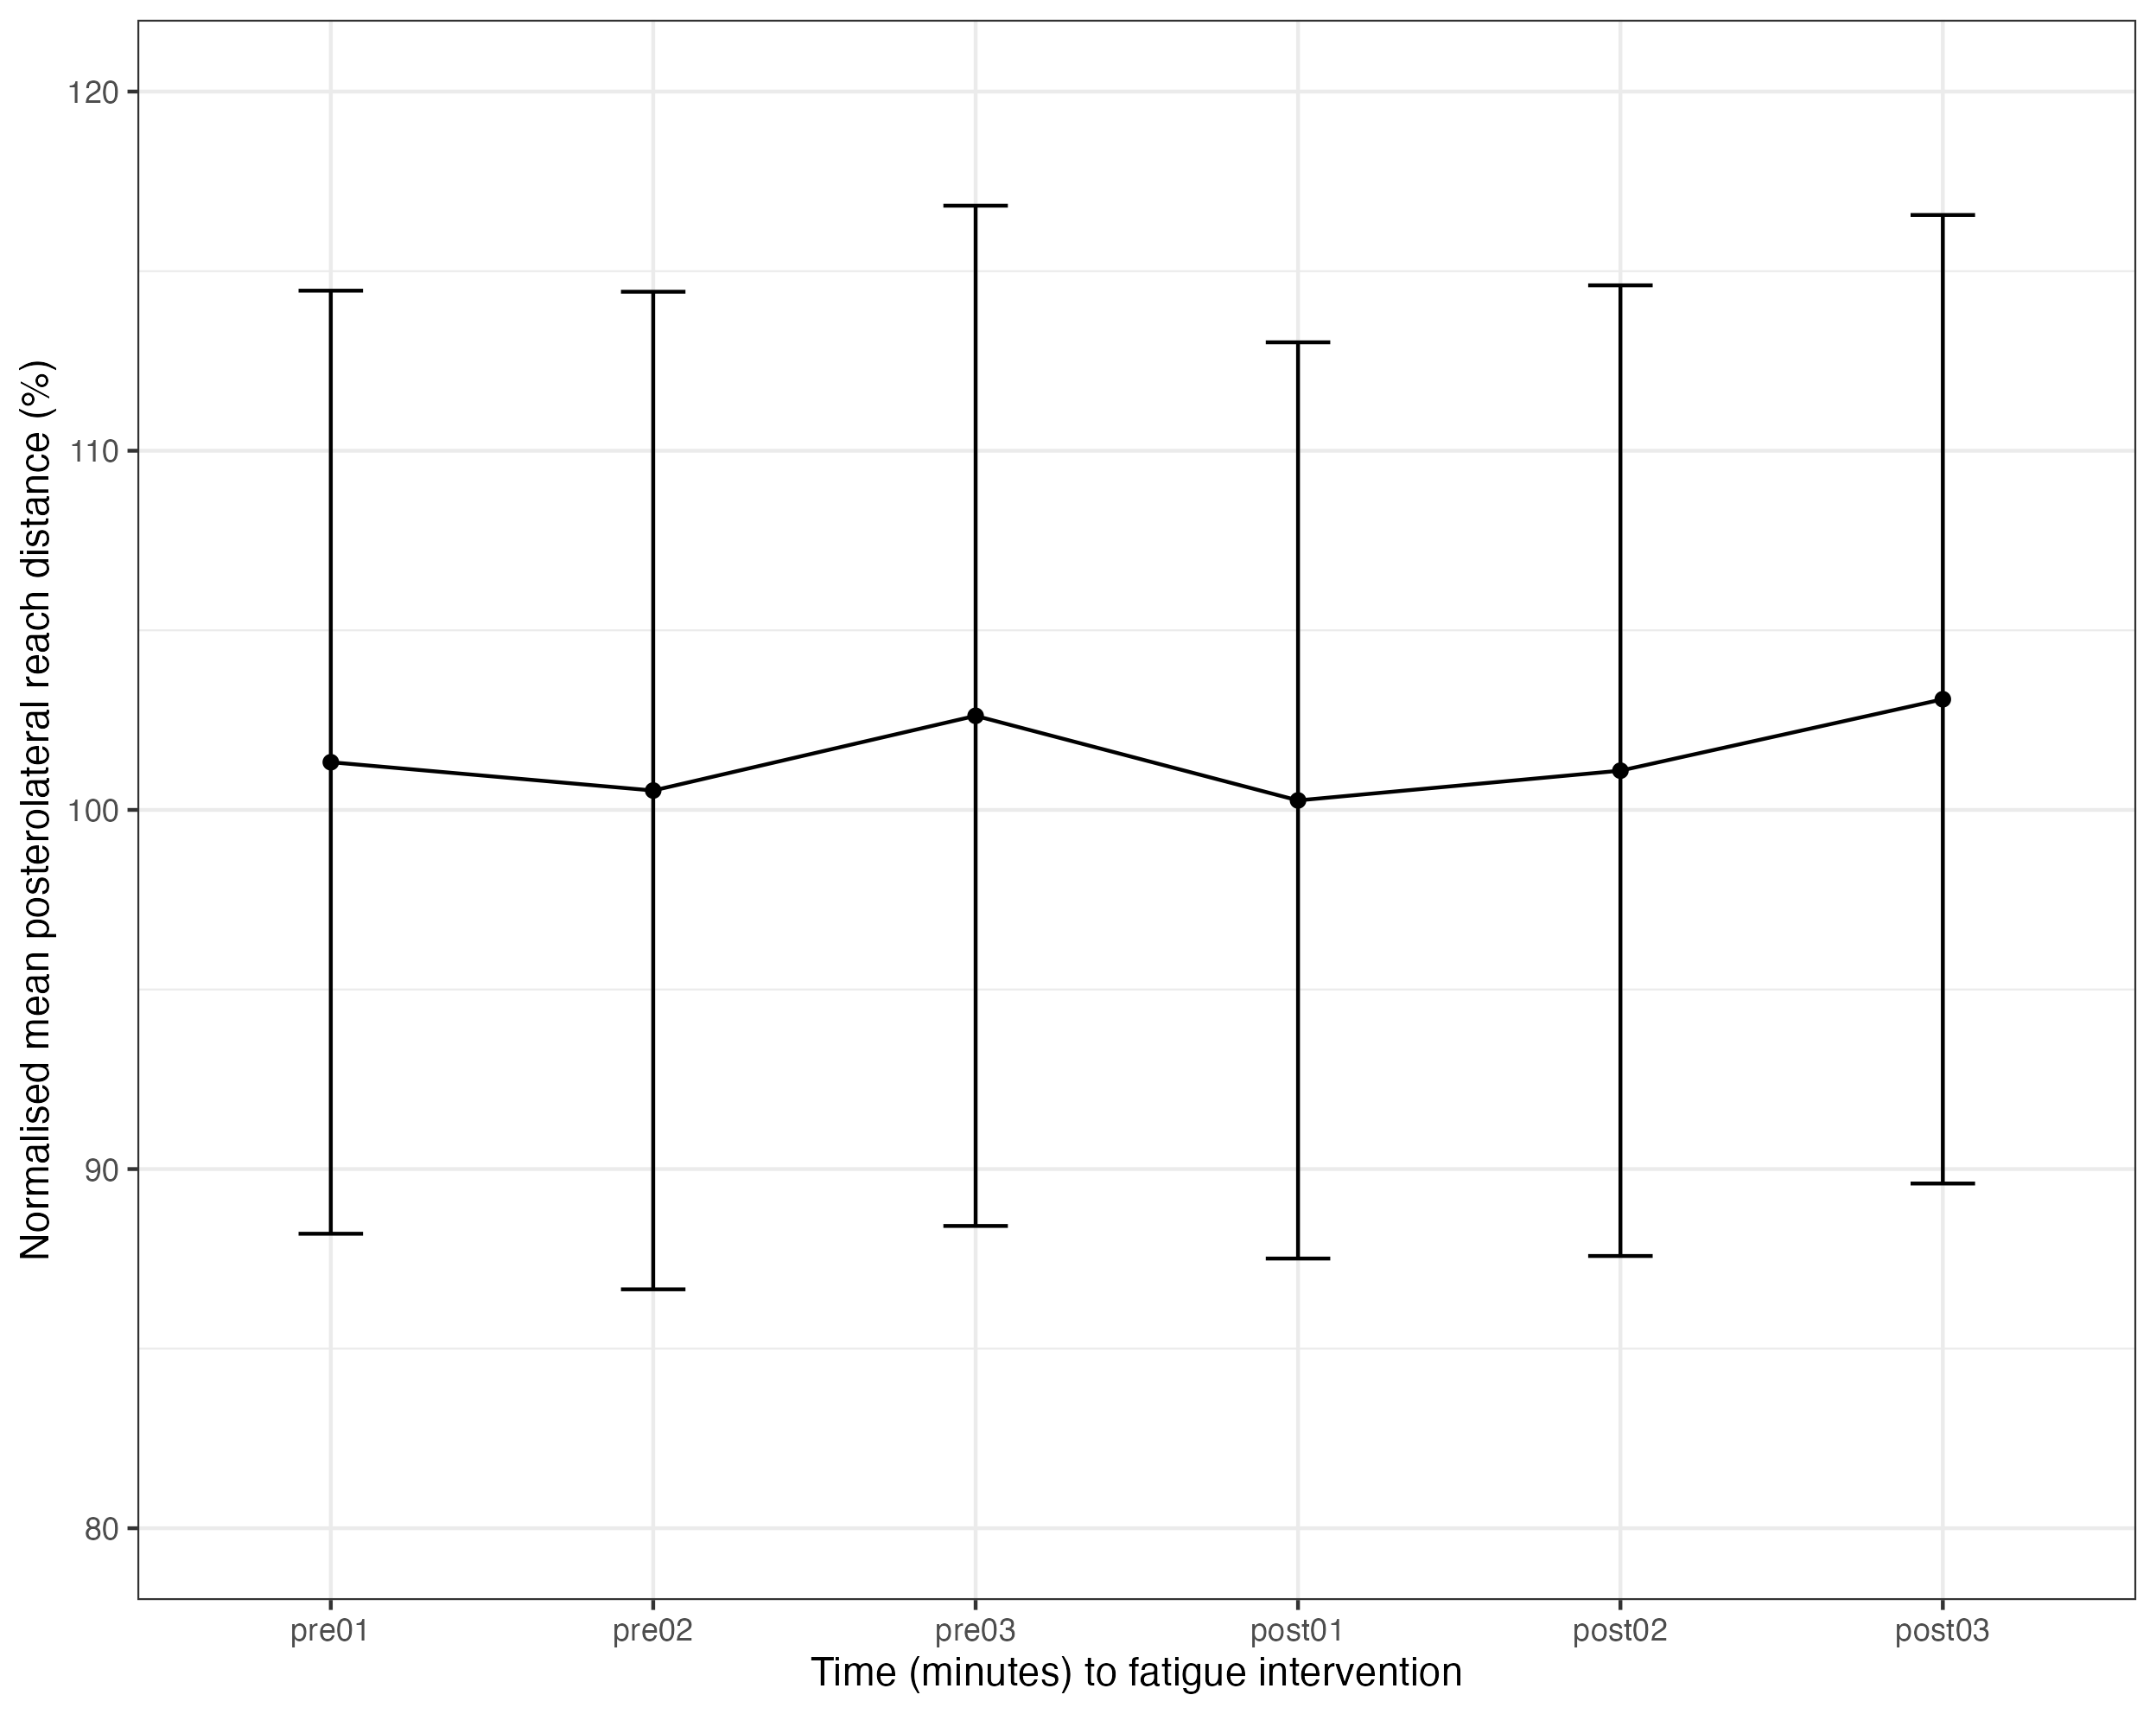 Normalised mean posterolateral reach distance (%)
120
110
100
90
80
pre01 pre02 pre03 post01 post02 post03
Time (minutes) to fatigue intervention